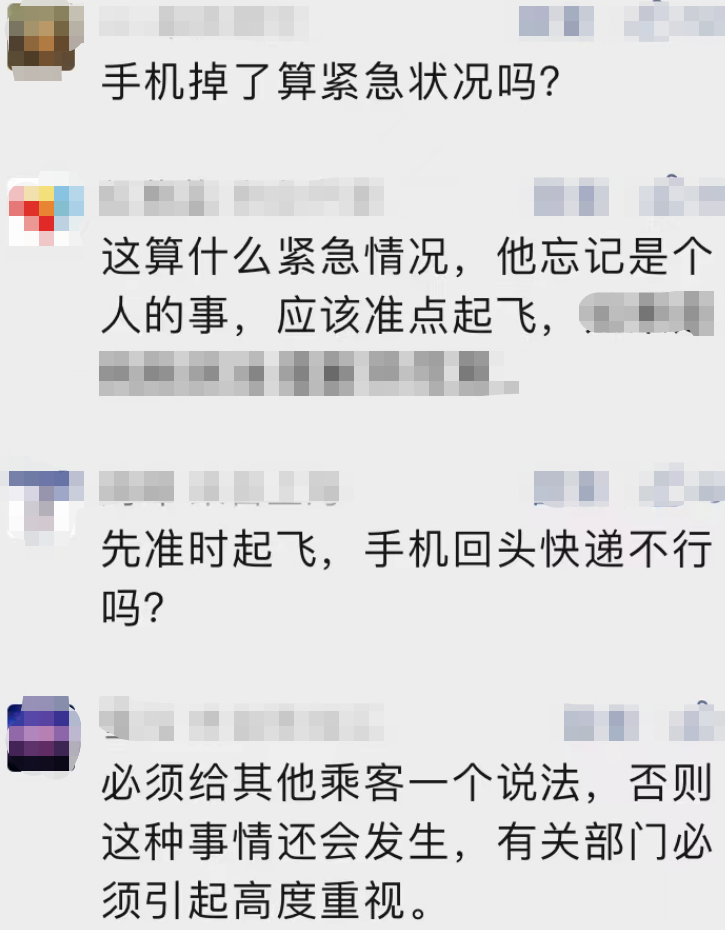 手机掉了算紧急状况吗?
这算什么紧急情况，他忘记是个
人的事，应该准点起飞，
先准时起飞，手机回头快递不行
吗?
必须给其他乘客一个说法，否则
这种事情还会发生，有关部门必
须引起高度重视。